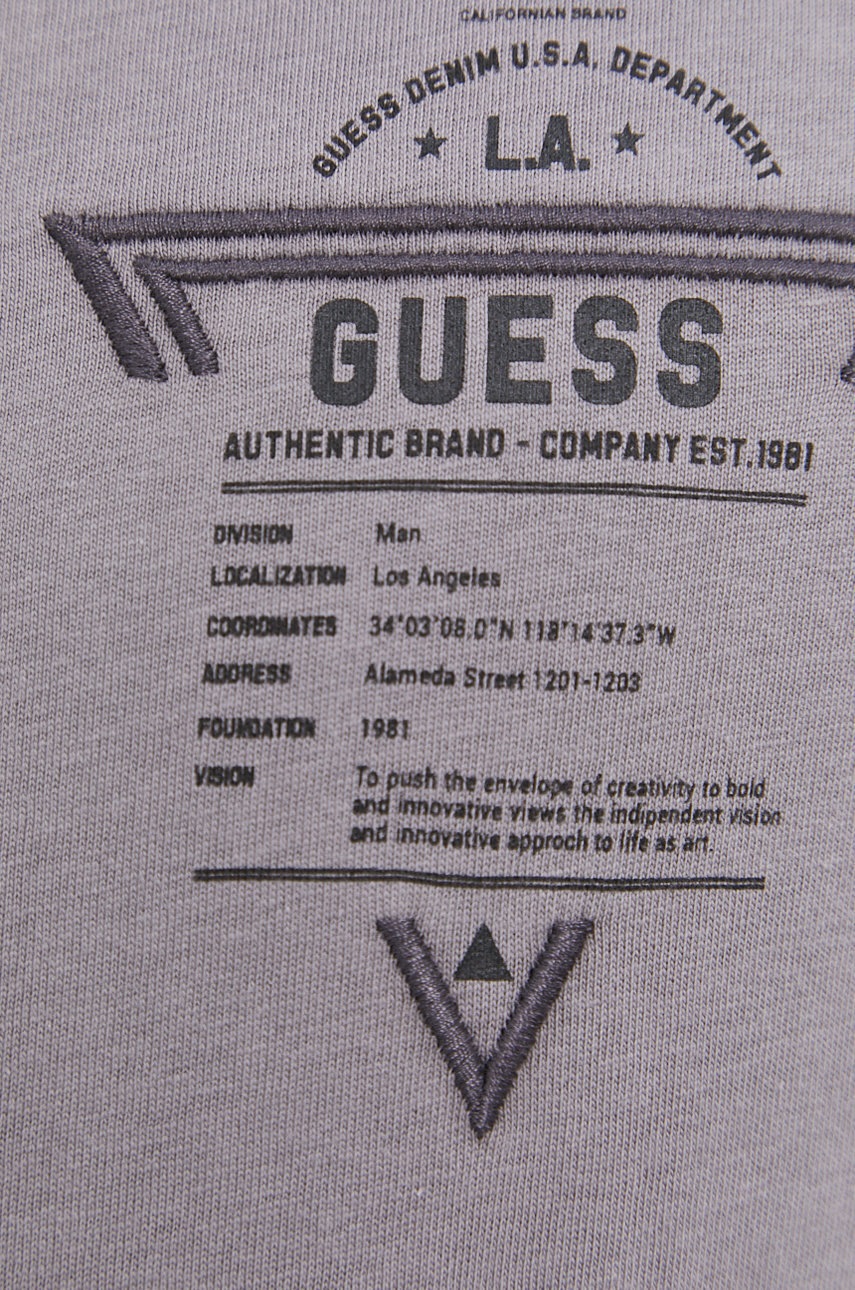 CALIFORNIAN BRAND
GUESS DENIM U.S.A. DEPARTMENT
★ L.A. ★
GUESS
AUTHENTIC BRAND - COMPANY EST.1981
DIVISION Man
LOCALIZATION Los Angeles
COORDINATES 34°03'08.0"N 118°14'37.3"W
ADDRESS Alameda Street 1201-1203
FOUNDATION 1981
VISION To push the envelope of creativity to bold
and innovative views the indipendent vision
and innovative approch to life as art.